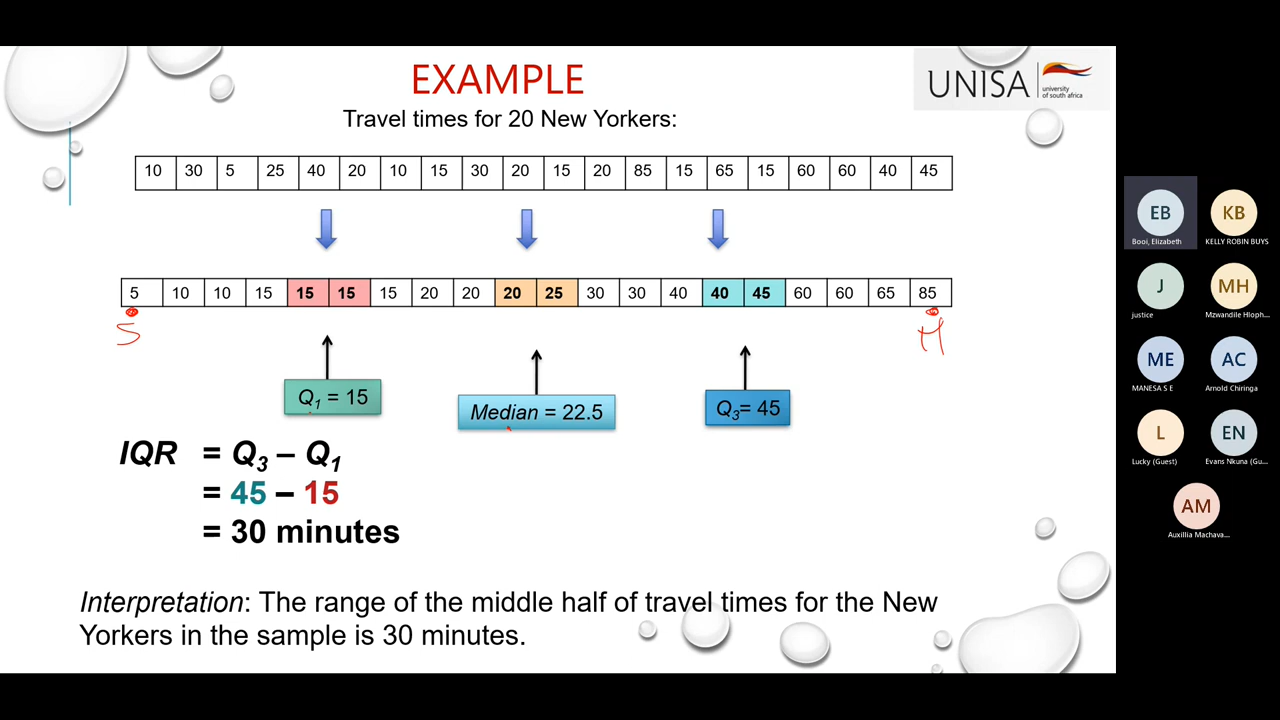 EXAMPLE
UNISA
university
of south africa
Travel times for 20 New Yorkers:
10 30 5 25 40 20 10 15 30 20 15 20 85 15 65 15 60 60 40 45
5 10 10 15 15 15 15 20 20 20 25 30 30 40 40 45 60 60 65 85
S H
Q1 = 15
Median = 22.5
Q3= 45
IQR = Q3 – Q1
= 45 – 15
= 30 minutes
Interpretation: The range of the middle half of travel times for the New
Yorkers in the sample is 30 minutes.
EB KB
Booi, Elizabeth KELLY ROBIN BUYS
J MH
justice Mzwandile Hloph...
ME AC
MANESA S E Arnold Chiringa
L EN
Lucky (Guest) Evans Nkuna (Gu...
AM
Auxillia Machava...